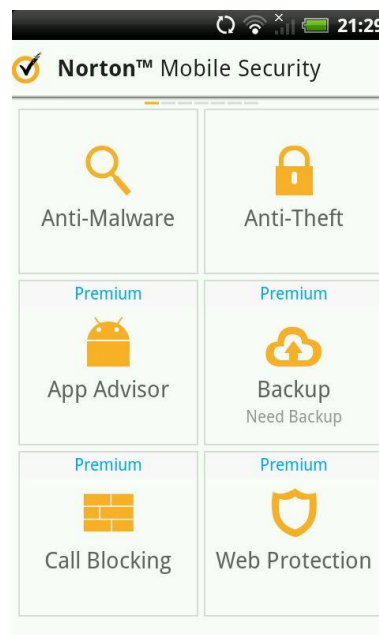 21:29
Norton™ Mobile Security
Anti-Malware
Anti-Theft
Premium
App Advisor
Premium
Backup
Need Backup
Premium
Call Blocking
Premium
Web Protection